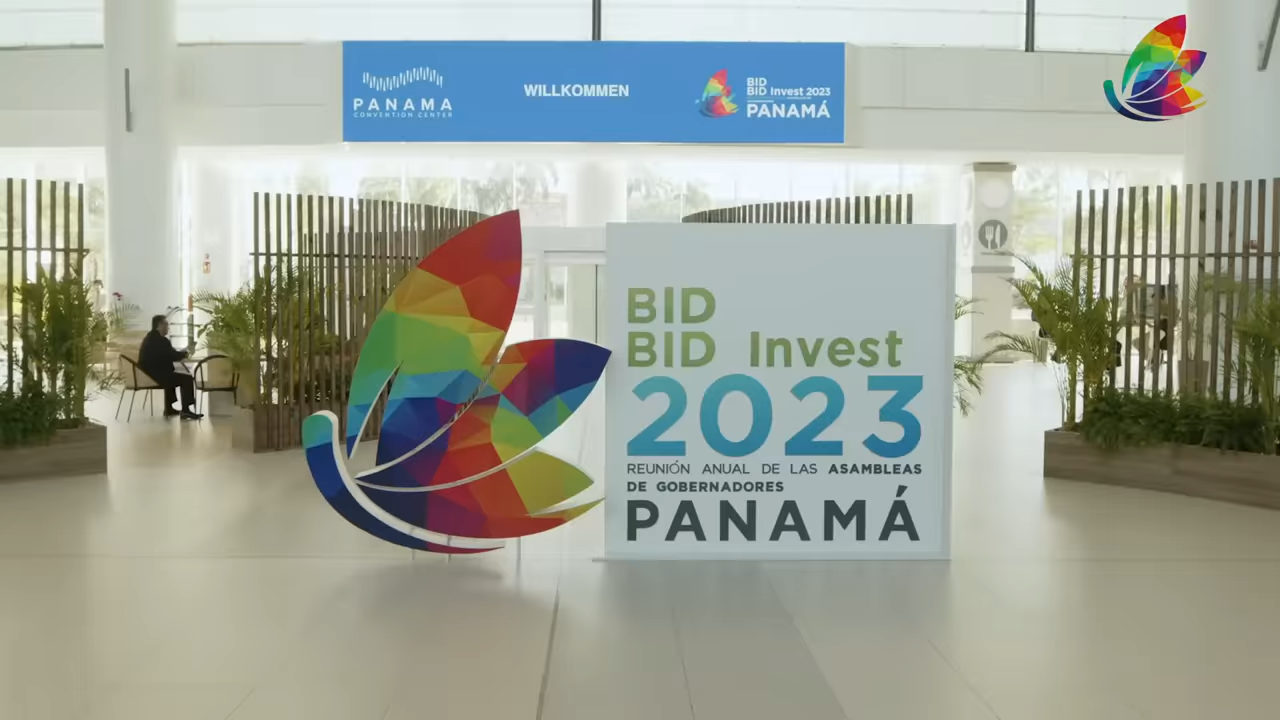 PANAMA
CONVENTION CENTER
WILLKOMMEN
BID
BID Invest 2023
PANAMÁ
BID
BID Invest
2023
REUNIÓN ANUAL DE LAS ASAMBLEAS
DE GOBERNADORES
PANAMÁ